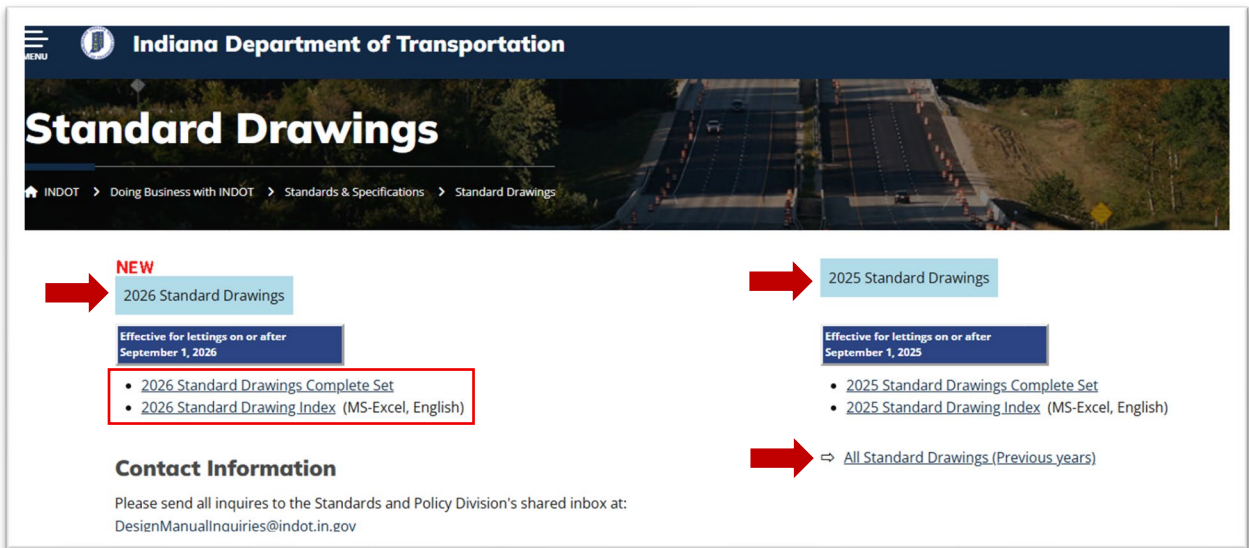 MENU
Indiana Department of Transportation
Standard Drawings
INDOT > Doing Business with INDOT > Standards & Specifications > Standard Drawings
NEW
2026 Standard Drawings
Effective for lettings on or after
September 1, 2026
• 2026 Standard Drawings Complete Set
• 2026 Standard Drawing Index (MS-Excel, English)
Contact Information
Please send all inquires to the Standards and Policy Division's shared inbox at:
DesignManualInquiries@indot.in.gov
2025 Standard Drawings
Effective for lettings on or after
September 1, 2025
• 2025 Standard Drawings Complete Set
• 2025 Standard Drawing Index (MS-Excel, English)
⇨ All Standard Drawings (Previous years)